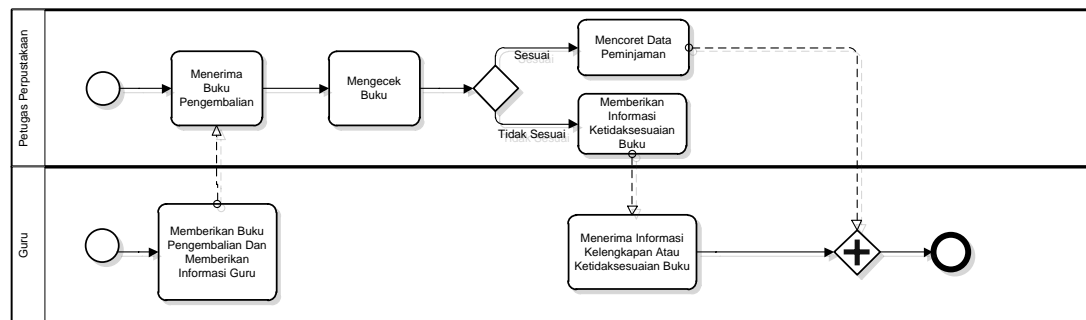 Petugas Perpustakaan
Menerima
Buku
Pengembalian
Mengecek
Buku
Sesuai
Tidak Sesuai
Mencoret Data
Peminjaman
Memberikan
Informasi
Ketidaksesuaian
Buku
Guru
Memberikan Buku
Pengembalian Dan
Memberikan
Informasi Guru
Menerima Informasi
Kelengkapan Atau
Ketidaksesuaian Buku